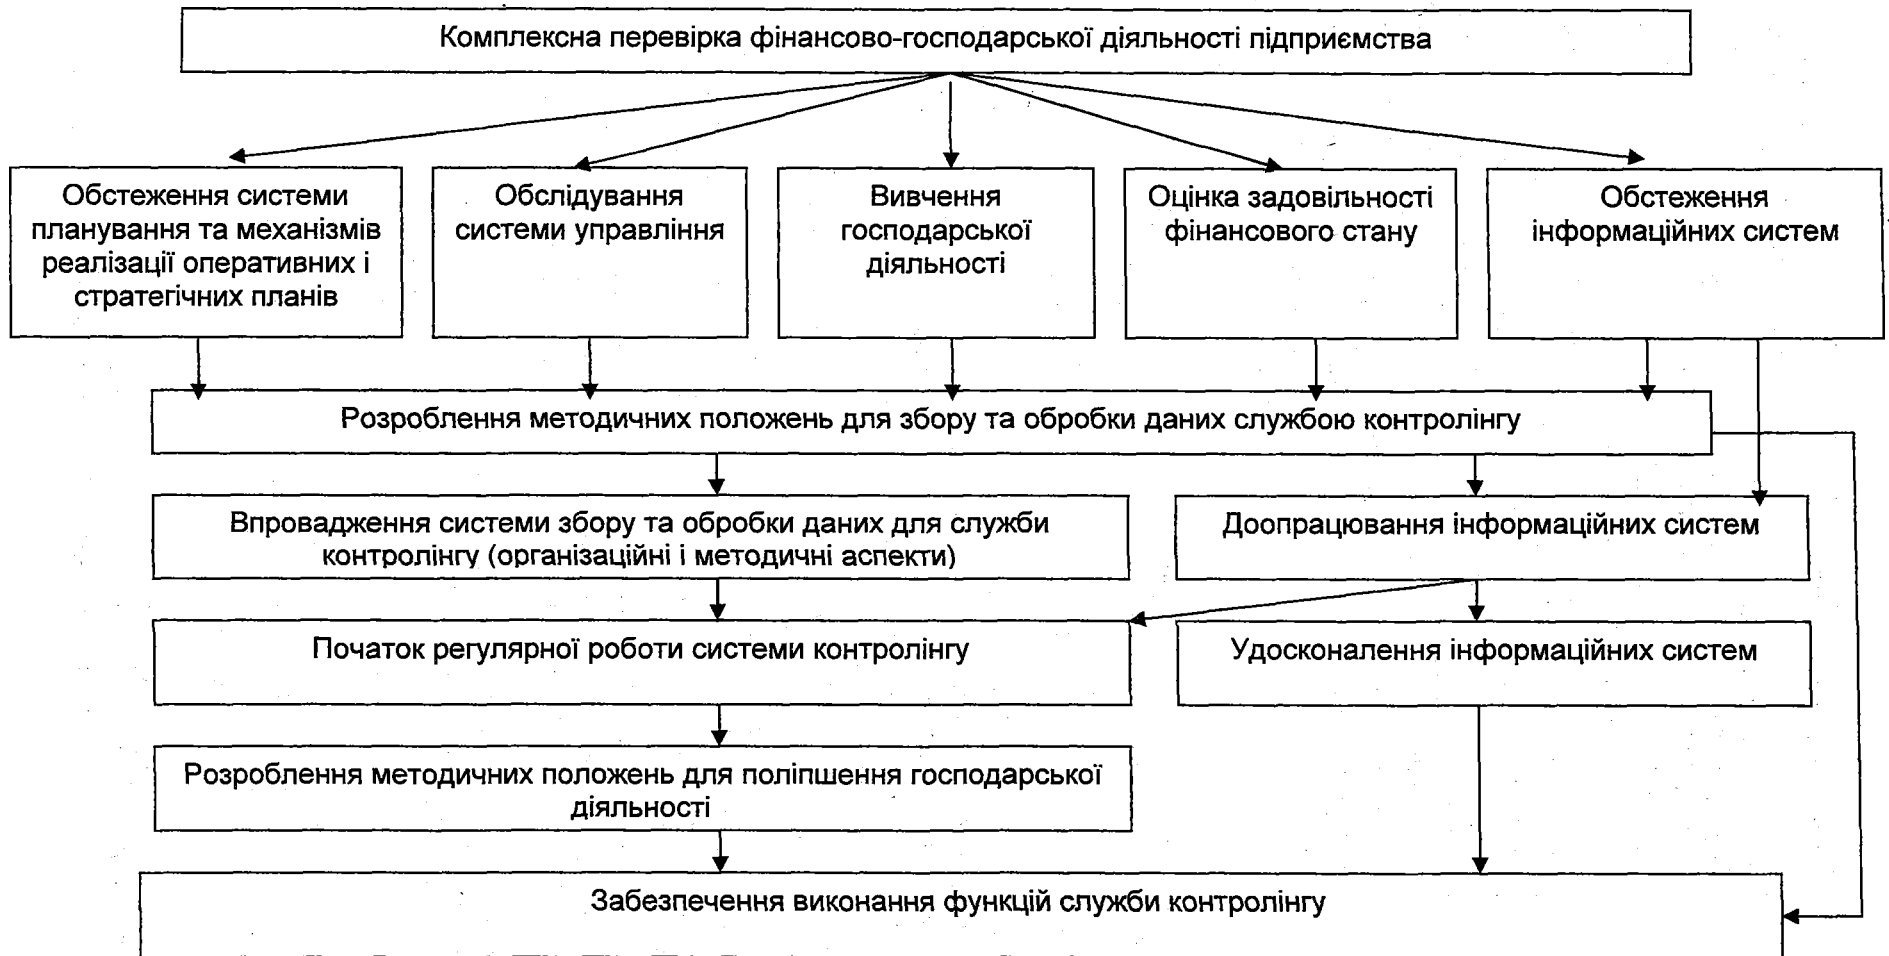 Комплексна перевірка фінансово-господарської діяльності підприємства
Обстеження системи
планування та механізмів
реалізації оперативних і
стратегічних планів
Обслідування
системи управління
Вивчення
господарської
діяльності
Оцінка задовільності
фінансового стану
Обстеження
інформаційних систем
Розроблення методичних положень для збору та обробки даних службою контролінгу
Впровадження системи збору та обробки даних для служби
контролінгу (організаційні і методичні аспекти)
Доопрацювання інформаційних систем
Початок регулярної роботи системи контролінгу
Удосконалення інформаційних систем
Розроблення методичних положень для поліпшення господарської
діяльності
Забезпечення виконання функцій служби контролінгу